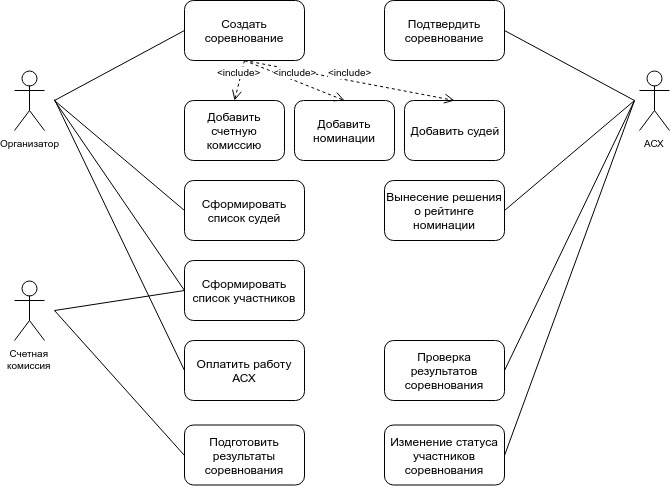 Создать
соревнование
Подтвердить
соревнование
<include>
<include>
<include>
Организатор
АСХ
Добавить
счетную
комиссию
Добавить
номинации
Добавить судей
Сформировать
список судей
Вынесение решения
о рейтинге
номинации
Сформировать
список участников
Счетная
комиссия
Оплатить работу
АСХ
Проверка
результатов
соревнования
Подготовить
результаты
соревнования
Изменение статуса
участников
соревнования